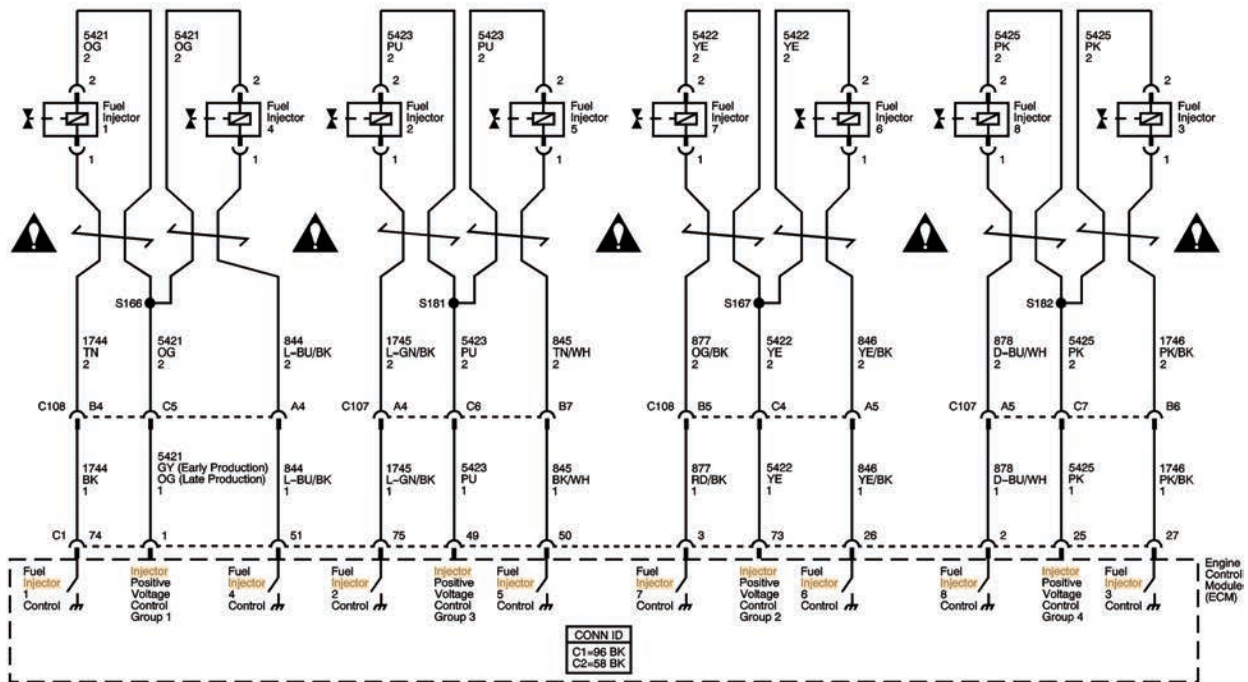 5421 5421 5423 5423 5422 5422 5425 5425
OG OG PU PU YE YE PK PK
2 2 2 2 2 2 2 2
2 2 2 2 2 2 2 2
Fuel Fuel Fuel Fuel Fuel Fuel Fuel Fuel
Injector Injector Injector Injector Injector Injector Injector Injector
1 4 2 5 7 6 8 3
1 1 1 1 1 1 1 1
! ! ! ! !
S166 S181 S167 S182
1744 5421 844 1745 5423 845 877 5422 846 878 5425 1746
TN OG L-BU/BK L-GN/BK PU TN/WH OG/BK YE YE/BK D-BU/WH PK PK/BK
2 2 2 2 2 2 2 2 2 2 2 2
C108 B4 C5 A4 C107 A4 C6 B7 C108 B5 C4 A5 C107 A5 C7 B6
5421
1744 GY (Early Production) 844 1745 5423 845 877 5422 846 878 5425 1746
BK OG (Late Production) L-BU/BK L-GN/BK PU BK/WH RD/BK YE YE/BK D-BU/WH PK PK/BK
1 1 1 1 1 1 1 1 1 1 1 1
C1 74 1 51 75 49 50 3 73 26 2 25 27
Fuel Injector Fuel Fuel Injector Fuel Fuel Injector Fuel Fuel Injector Fuel Engine
Injector Positive Injector Injector Positive Injector Injector Positive Injector Injector Positive Injector Control
1 Voltage 4 2 Voltage 5 7 Voltage 6 8 Voltage 3 Module
Control Control Control Control Control Control Control Control Control Control Control Control (ECM)
Group 1 Group 3 Group 2 Group 4
CONN ID
C1=96 BK
C2=58 BK